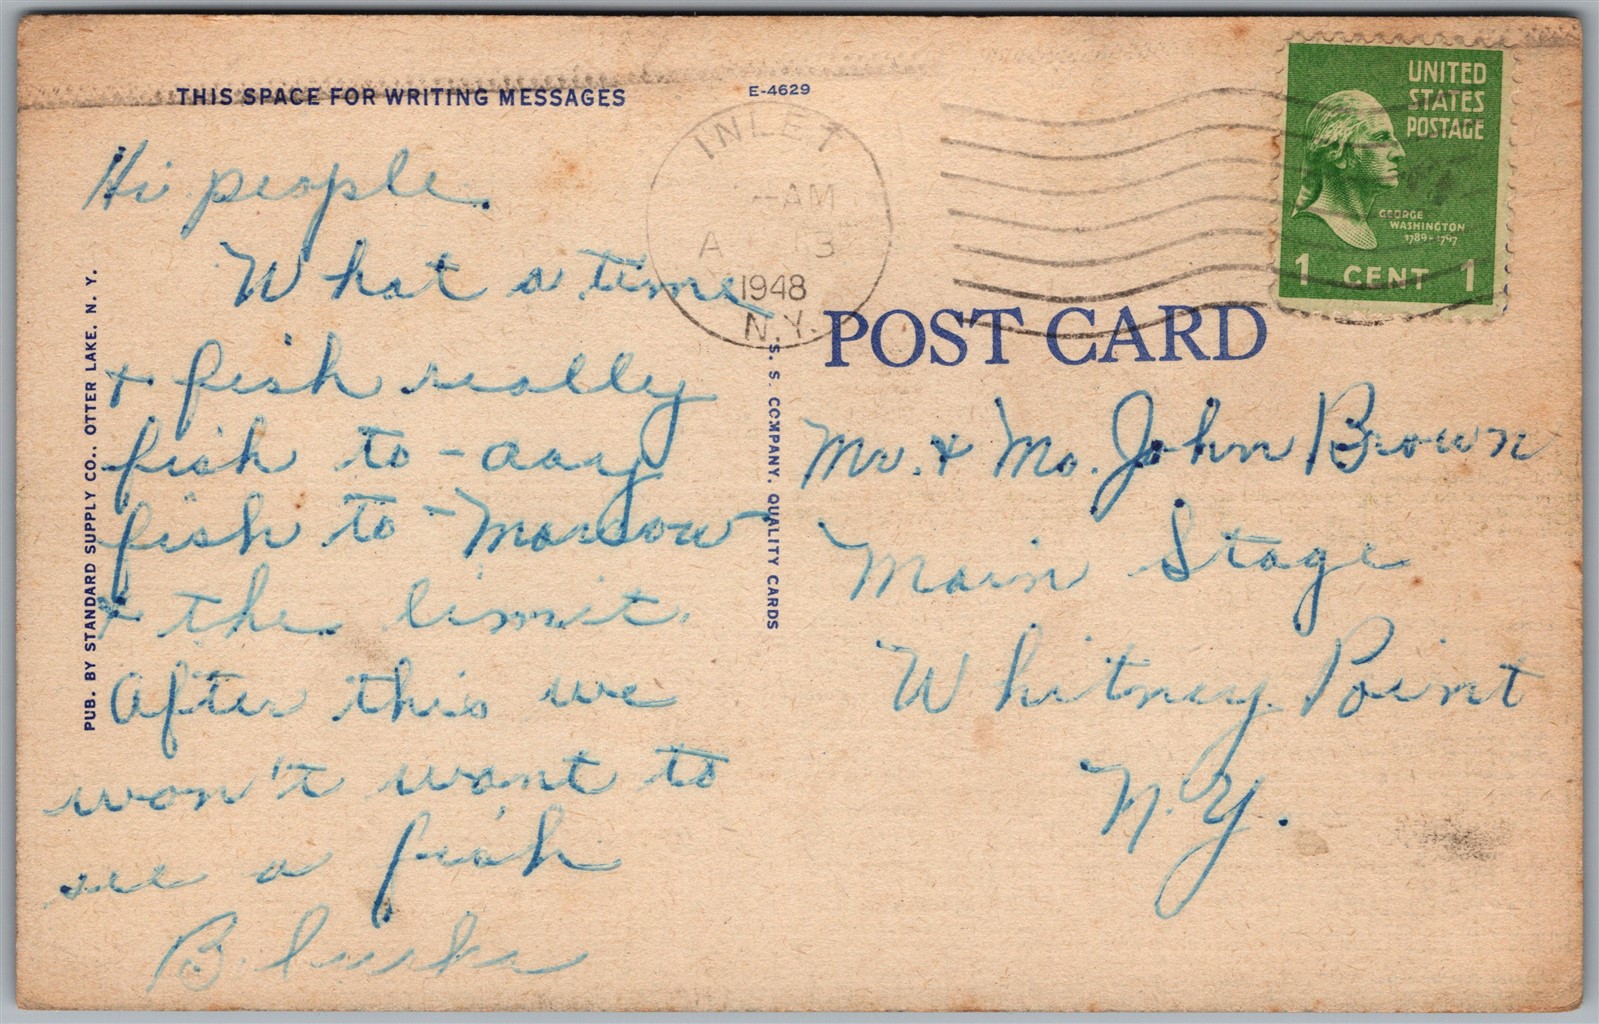 THIS SPACE FOR WRITING MESSAGES
E-4629
Hi people.
What a time
+ fish really
fish to-day
fish to-morrow
+ the limit.
After this we
won't want to
see a fish
B.
PUB. BY STANDARD SUPPLY CO., OTTER LAKE, N. Y.
S. S. COMPANY, QUALITY CARDS
INLET
AM
A 13
1948
N.Y.
UNITED
STATES
POSTAGE
GEORGE
WASHINGTON
1789-1797
1 CENT 1
POST CARD
Mr. + Ms. John Brown
Main Stage
Whitney Point
N.Y.